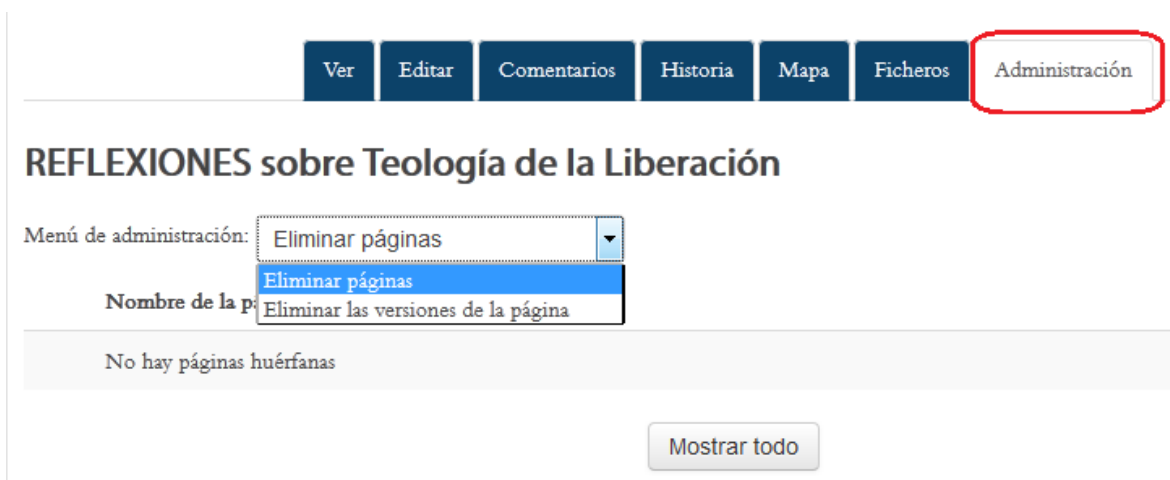 Ver Editar Comentarios Historia Mapa Ficheros Administración
REFLEXIONES sobre Teología de la Liberación
Menú de administración: Eliminar páginas
Eliminar páginas
Nombre de la
Eliminar las versiones de la página
No hay páginas huérfanas
Mostrar todo